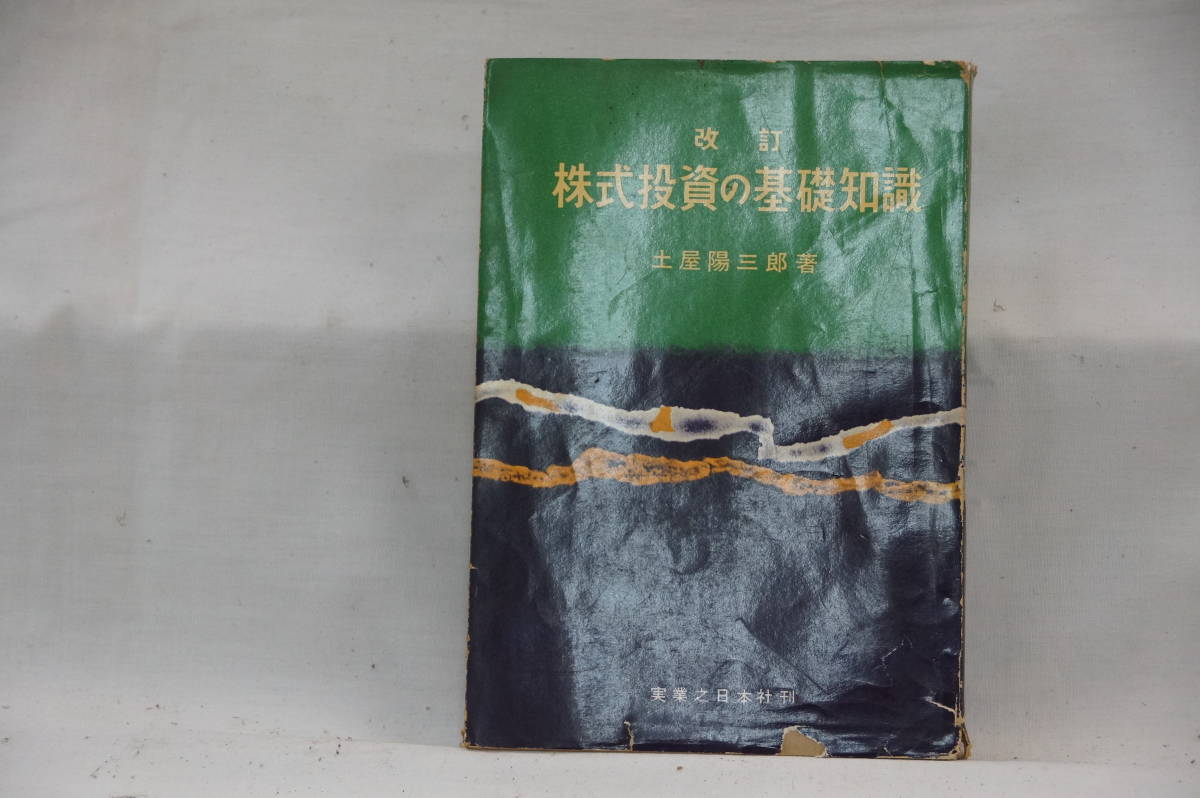 改訂
株式投資の基礎知識
土屋陽三郎著
実業之日本社刊